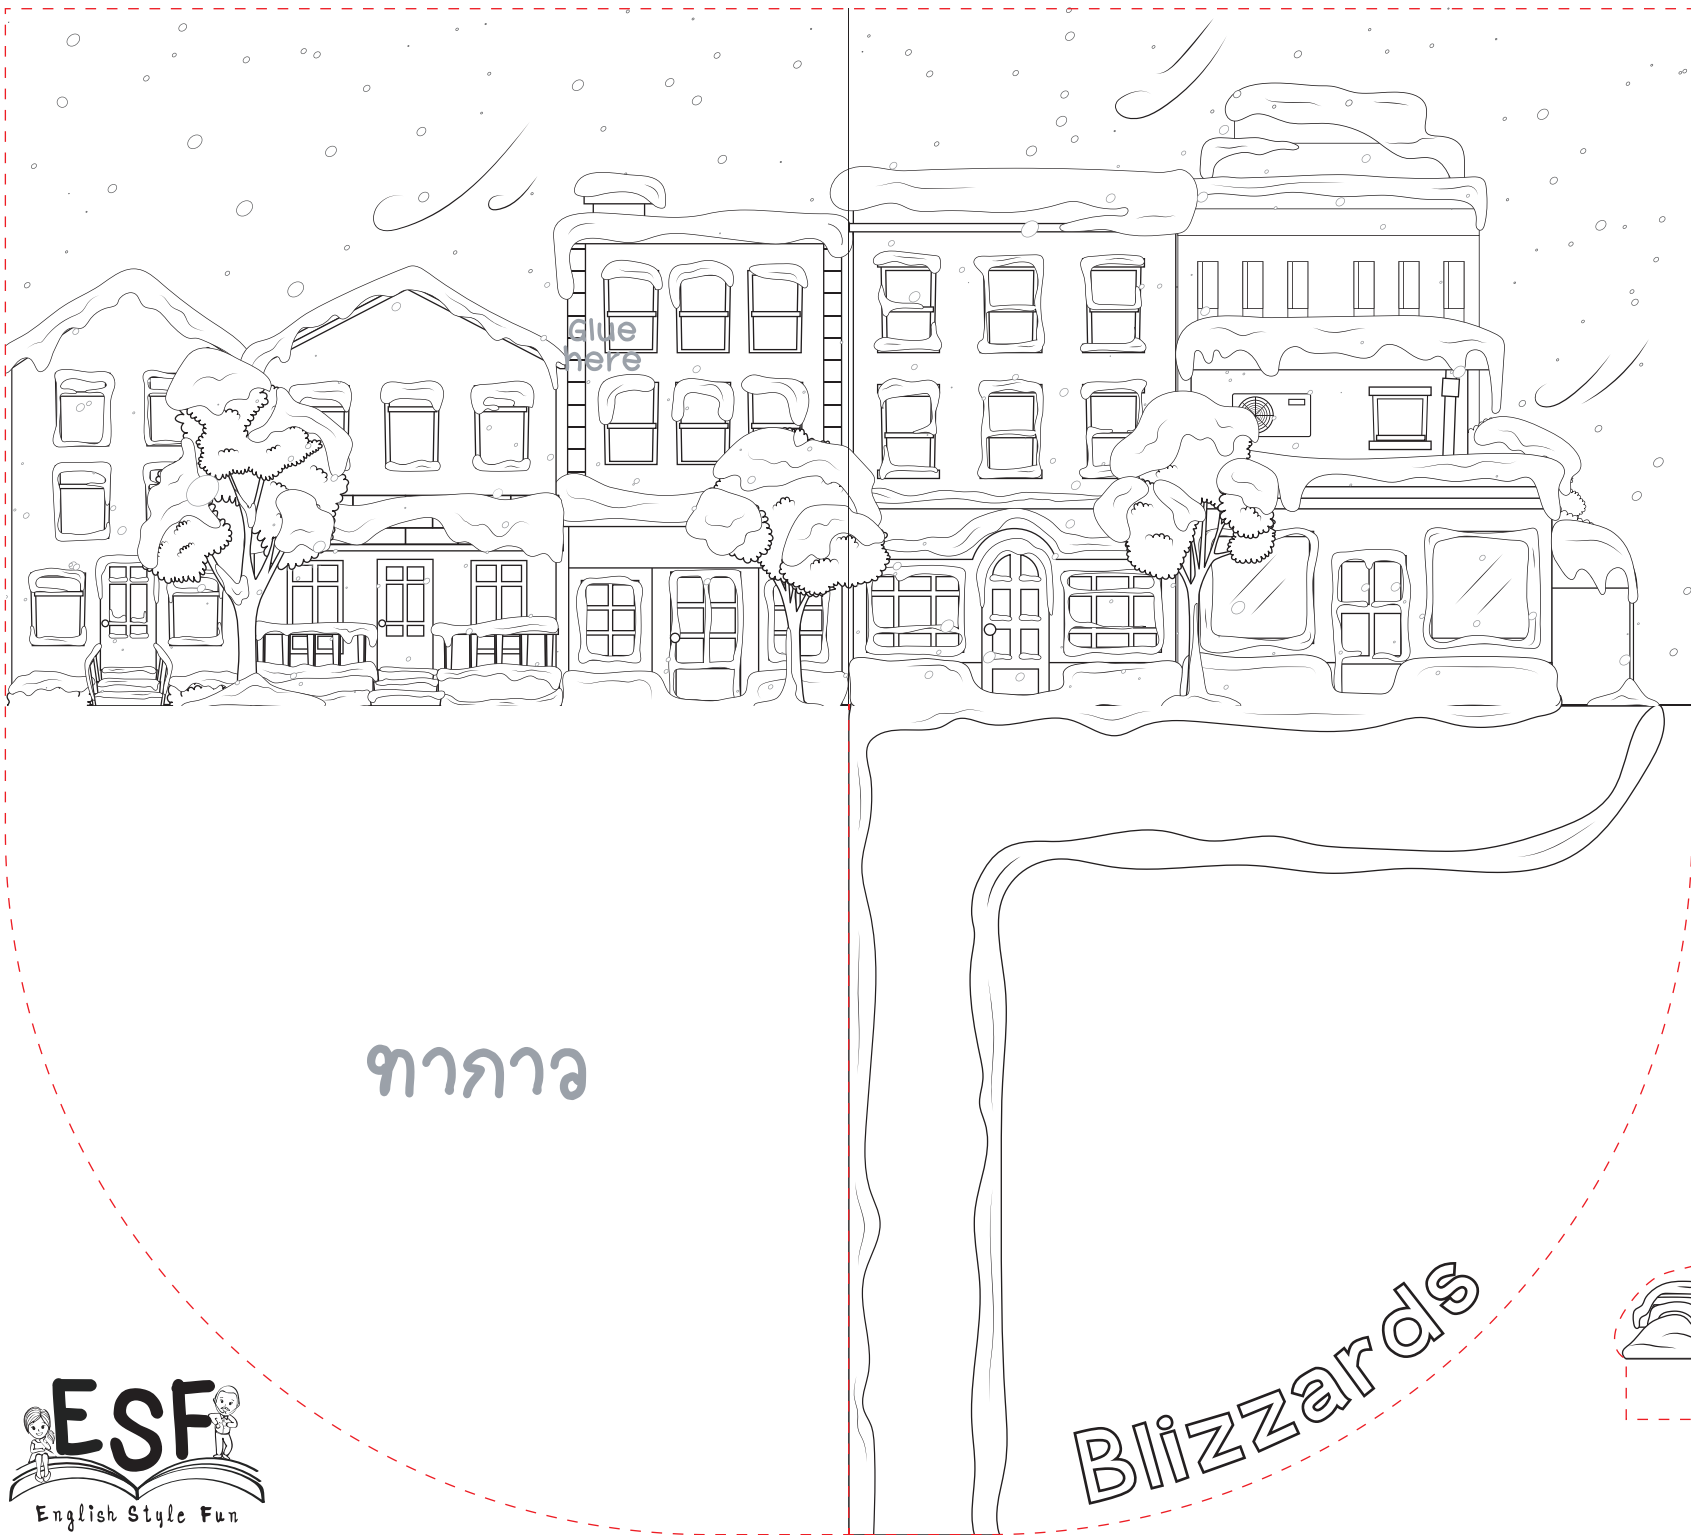 Glue
here
ทากาว
Blizzards
ESF
English Style Fun